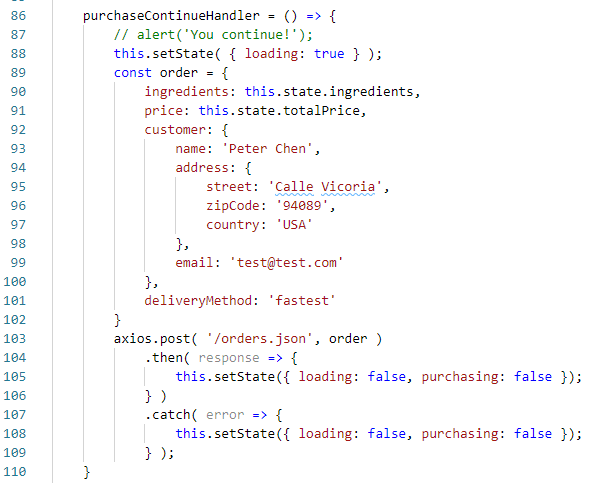 86 purchaseContinueHandler = () => {
87 // alert('You continue!');
88 this.setState( { loading: true } );
89 const order = {
90 ingredients: this.state.ingredients,
91 price: this.state.totalPrice,
92 customer: {
93 name: 'Peter Chen',
94 address: {
95 street: 'Calle Vicoria',
96 zipCode: '94089',
97 country: 'USA'
98 },
99 email: 'test@test.com'
100 },
101 deliveryMethod: 'fastest'
102 }
103 axios.post( '/orders.json', order )
104 .then( response => {
105 this.setState({ loading: false, purchasing: false });
106 } )
107 .catch( error => {
108 this.setState({ loading: false, purchasing: false });
109 } );
110 }